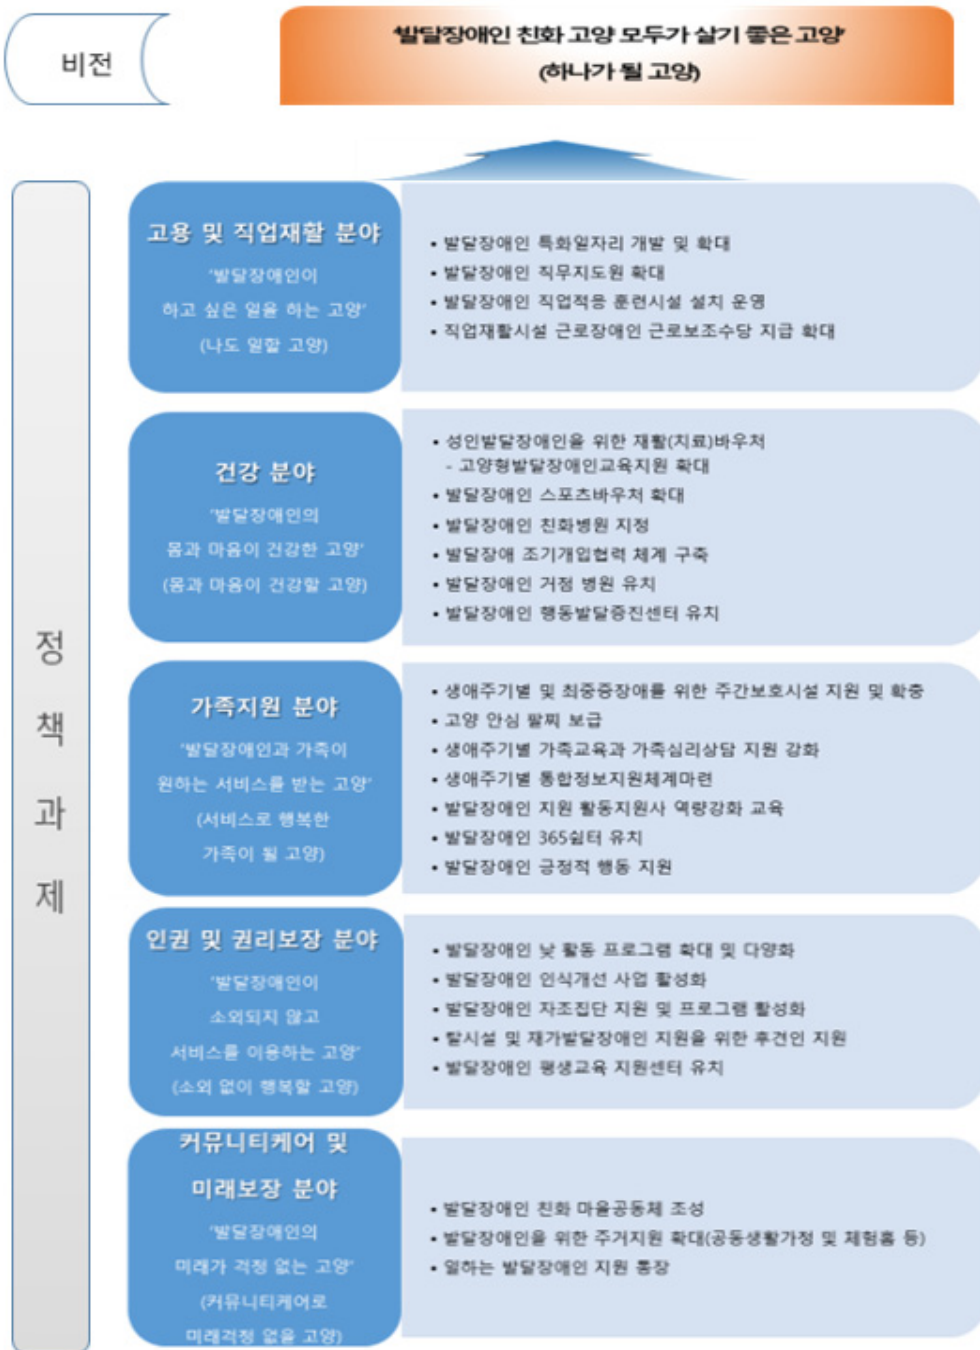 비전
'발달장애인 친화 고양 모두가 살기 좋은 고양'
(하나가 될 고양)
정
책
과
제
고용 및 직업재활 분야
'발달장애인이
하고 싶은 일을 하는 고양'
(나도 일할 고양)
• 발달장애인 특화일자리 개발 및 확대
• 발달장애인 직무지도원 확대
• 발달장애인 직업적응 훈련시설 설치 운영
• 직업재활시설 근로장애인 근로보조수당 지급 확대
건강 분야
'발달장애인의
몸과 마음이 건강한 고양'
(몸과 마음이 건강할 고양)
• 성인발달장애인을 위한 재활(치료)바우처
- 고양형발달장애인교육지원 확대
• 발달장애인 스포츠바우처 확대
• 발달장애인 친화병원 지정
• 발달장애 조기개입협력 체계 구축
• 발달장애인 거점 병원 유치
• 발달장애인 행동발달증진센터 유치
가족지원 분야
'발달장애인과 가족이
원하는 서비스를 받는 고양'
(서비스로 행복한
가족이 될 고양)
• 생애주기별 및 최중증장애를 위한 주간보호시설 지원 및 확충
• 고양 안심 팔찌 보급
• 생애주기별 가족교육과 가족심리상담 지원 강화
• 생애주기별 통합정보지원체계마련
• 발달장애인 지원 활동지원사 역량강화 교육
• 발달장애인 365쉼터 유치
• 발달장애인 긍정적 행동 지원
인권 및 권리보장 분야
'발달장애인이
소외되지 않고
서비스를 이용하는 고양'
(소외 없이 행복할 고양)
• 발달장애인 낮 활동 프로그램 확대 및 다양화
• 발달장애인 인식개선 사업 활성화
• 발달장애인 자조집단 지원 및 프로그램 활성화
• 탈시설 및 재가발달장애인 지원을 위한 후견인 지원
• 발달장애인 평생교육 지원센터 유치
커뮤니티케어 및
미래보장 분야
'발달장애인의
미래가 걱정 없는 고양'
(커뮤니티케어로
미래걱정 없을 고양)
• 발달장애인 친화 마을공동체 조성
• 발달장애인을 위한 주거지원 확대(공동생활가정 및 체험홈 등)
• 일하는 발달장애인 지원 통장